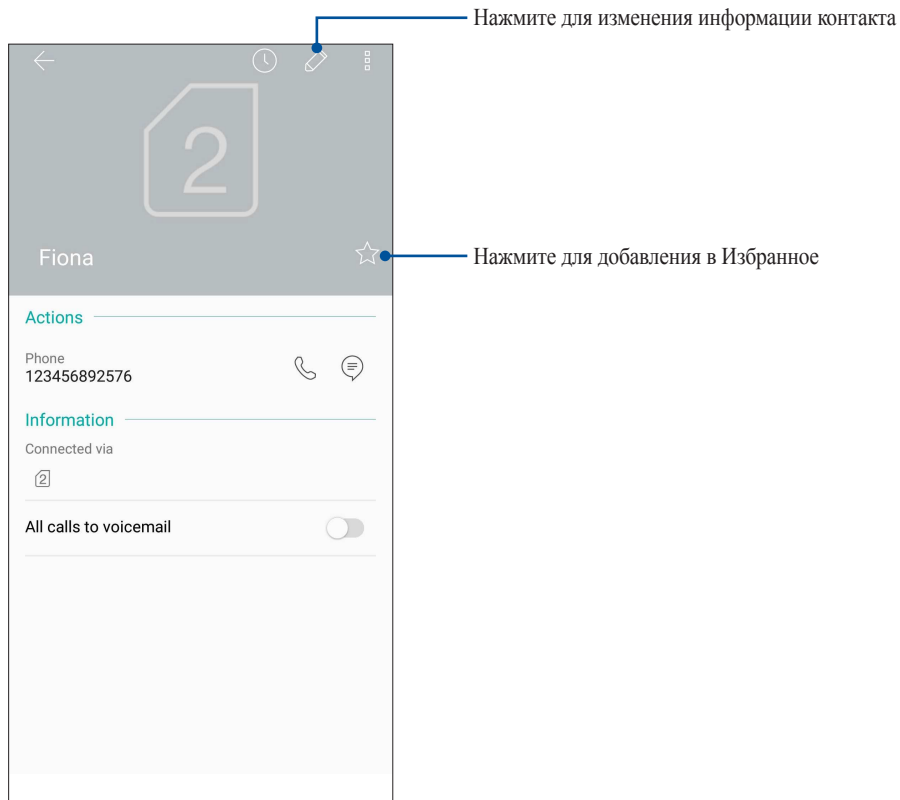 Нажмите для изменения информации контакта
2
Fiona
Нажмите для добавления в Избранное
Actions
Phone
123456892576
Information
Connected via
2
All calls to voicemail